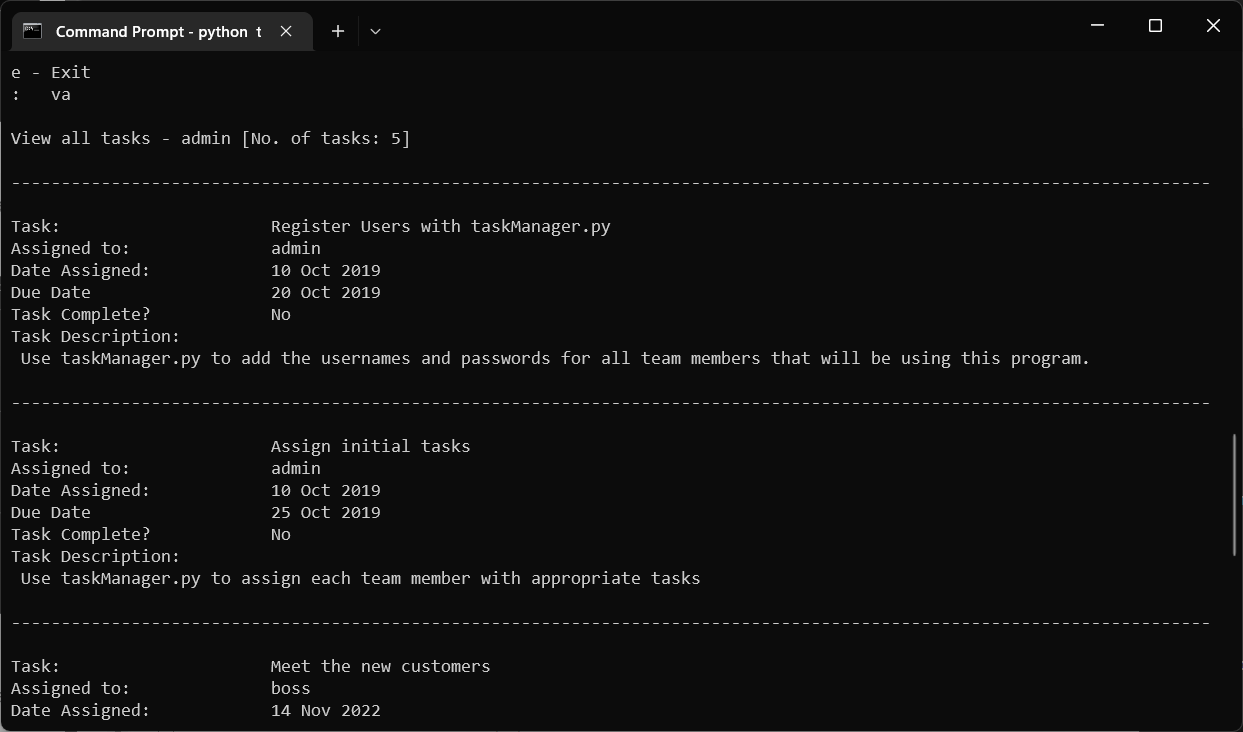 Command Prompt - python t
e - Exit
: va
View all tasks - admin [No. of tasks: 5]
------------------------------------------------------------------------------------------------------------------------
Task: Register Users with taskManager.py
Assigned to: admin
Date Assigned: 10 Oct 2019
Due Date 20 Oct 2019
Task Complete? No
Task Description:
Use taskManager.py to add the usernames and passwords for all team members that will be using this program.
------------------------------------------------------------------------------------------------------------------------
Task: Assign initial tasks
Assigned to: admin
Date Assigned: 10 Oct 2019
Due Date 25 Oct 2019
Task Complete? No
Task Description:
Use taskManager.py to assign each team member with appropriate tasks
------------------------------------------------------------------------------------------------------------------------
Task: Meet the new customers
Assigned to: boss
Date Assigned: 14 Nov 2022